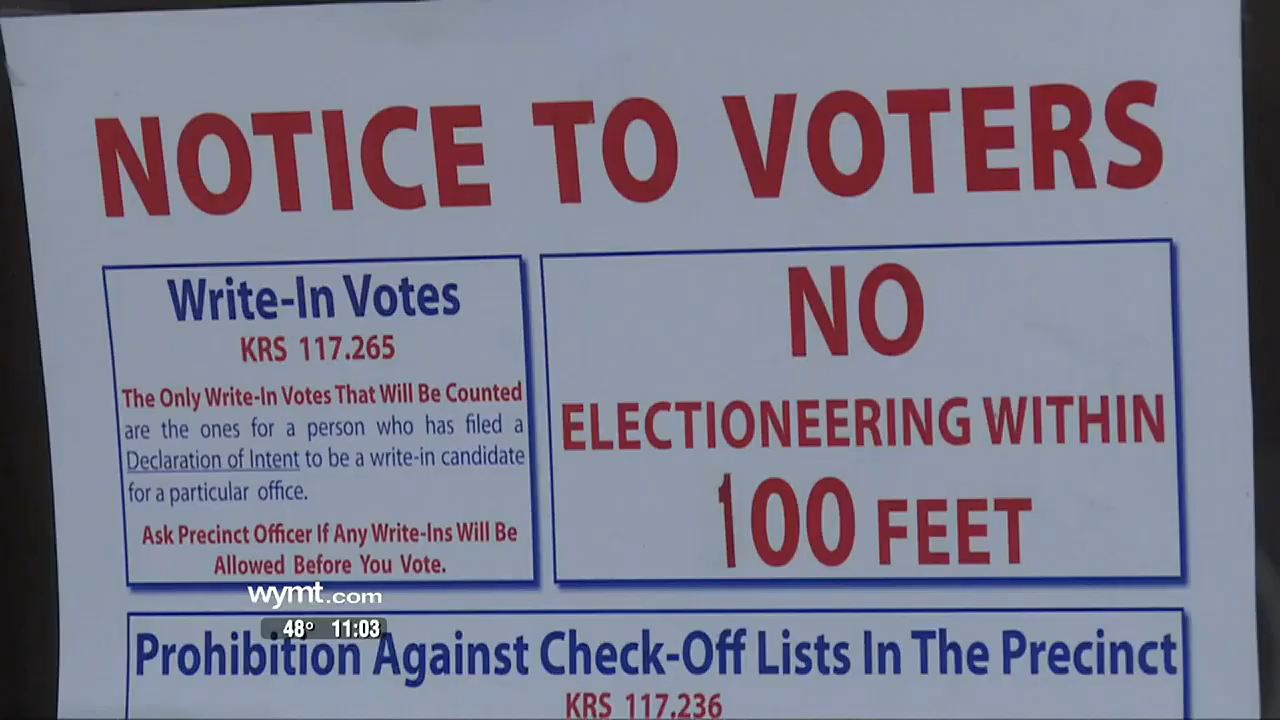 NOTICE TO VOTERS
Write-In Votes
KRS 117.265
The Only Write-In Votes That Will Be Counted
are the ones for a person who has filed a
Declaration of Intent to be a write-in candidate
for a particular office.
Ask Precinct Officer If Any Write-Ins Will Be
Allowed Before You Vote.
NO
ELECTIONEERING WITHIN
100 FEET
wymt.com
48° 11:03
Prohibition Against Check-Off Lists In The Precinct
KRS 117.236